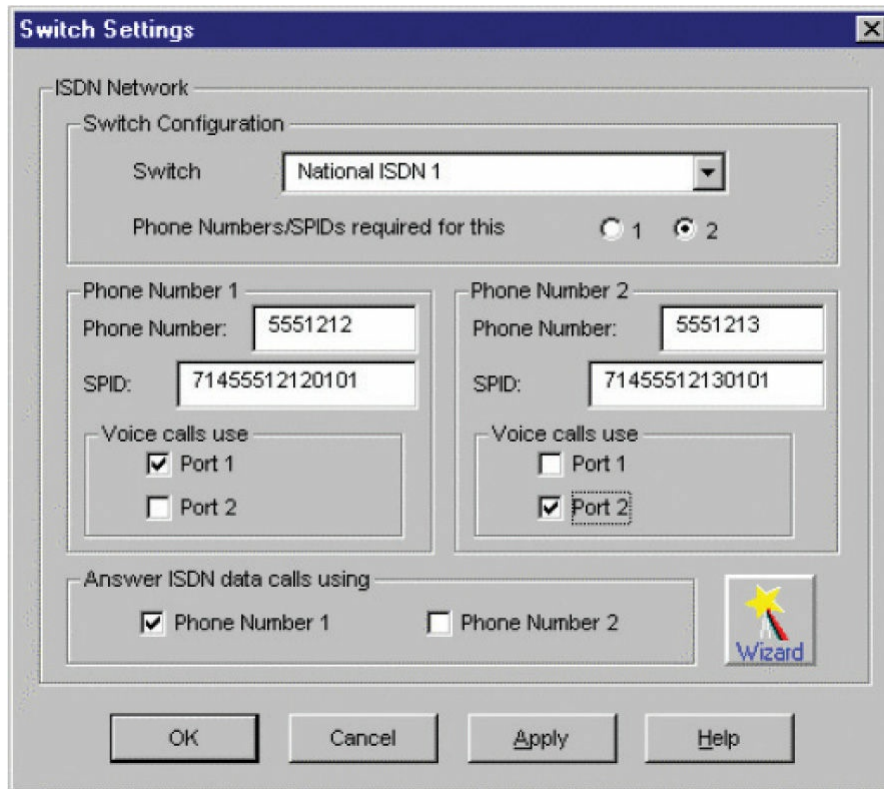 Switch Settings
ISDN Network
Switch Configuration
Switch National ISDN 1
Phone Numbers/SPIDs required for this 1 2
Phone Number 1
Phone Number: 5551212
SPID: 71455512120101
Voice calls use
Port 1
Port 2
Phone Number 2
Phone Number: 5551213
SPID: 71455512130101
Voice calls use
Port 1
Port 2
Answer ISDN data calls using
Phone Number 1 Phone Number 2
Wizard
OK Cancel Apply Help